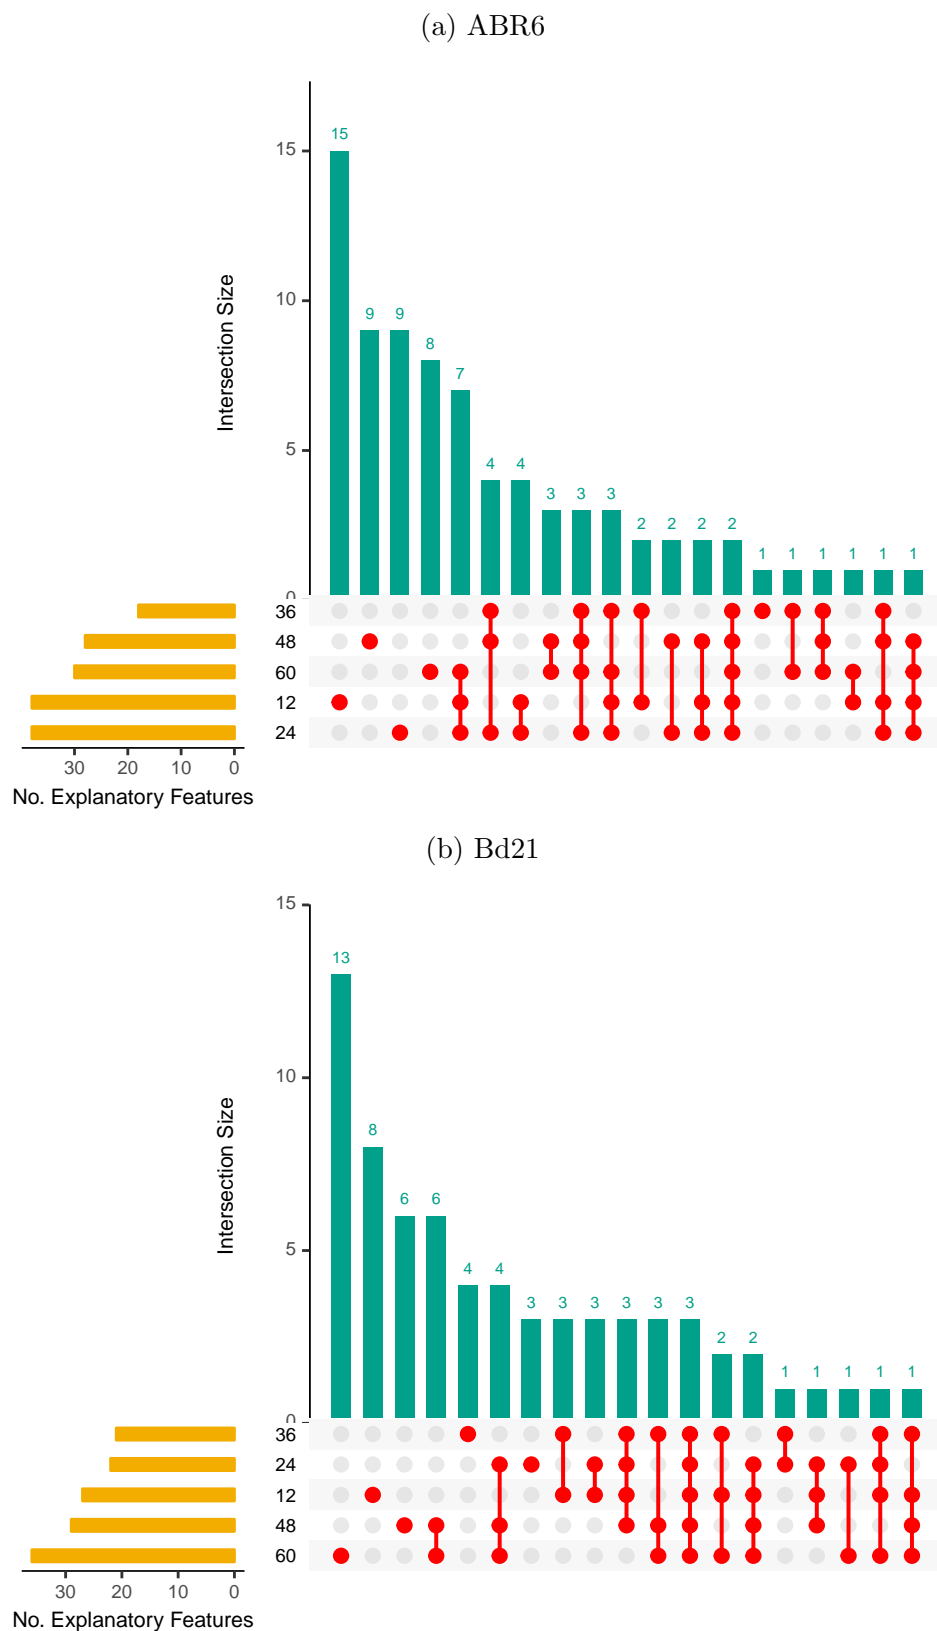 (a) ABR6
15
15
9 9
10
8
7
Intersection Size
5
4 4
3 3 3
2 2 2 2
1 1 1 1 1 1
0
36
48
60
12
24
30 20 10 0
No. Explanatory Features
(b) Bd21
15
13
10
8
Intersection Size
6 6
5
4 4
3 3 3 3 3 3
2 2
1 1 1 1 1
0
36
24
12
48
60
30 20 10 0
No. Explanatory Features